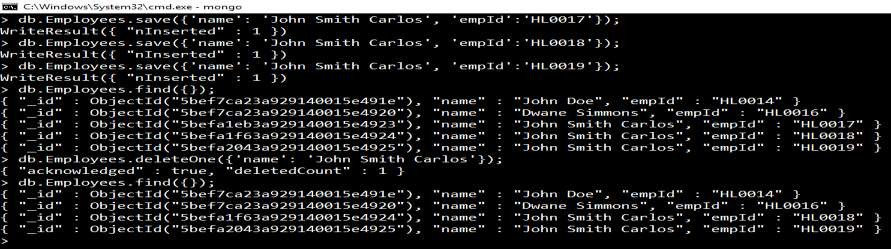 C:\Windows\System32\cmd.exe - mongo
> db.Employees.save({'name': 'John Smith Carlos', 'empId':'HL0017'});
WriteResult({ "nInserted" : 1 })
> db.Employees.save({'name': 'John Smith Carlos', 'empId':'HL0018'});
WriteResult({ "nInserted" : 1 })
> db.Employees.save({'name': 'John Smith Carlos', 'empId':'HL0019'});
WriteResult({ "nInserted" : 1 })
> db.Employees.find({});
{ "_id" : ObjectId("5bef7ca23a929140015e491e"), "name" : "John Doe", "empId" : "HL0014" }
{ "_id" : ObjectId("5bef7ca23a929140015e4920"), "name" : "Dwane Simmons", "empId" : "HL0016" }
{ "_id" : ObjectId("5befa1eb3a929140015e4923"), "name" : "John Smith Carlos", "empId" : "HL0017" }
{ "_id" : ObjectId("5befa1f63a929140015e4924"), "name" : "John Smith Carlos", "empId" : "HL0018" }
{ "_id" : ObjectId("5befa2043a929140015e4925"), "name" : "John Smith Carlos", "empId" : "HL0019" }
> db.Employees.deleteOne({'name': 'John Smith Carlos'});
{ "acknowledged" : true, "deletedCount" : 1 }
> db.Employees.find({});
{ "_id" : ObjectId("5bef7ca23a929140015e491e"), "name" : "John Doe", "empId" : "HL0014" }
{ "_id" : ObjectId("5bef7ca23a929140015e4920"), "name" : "Dwane Simmons", "empId" : "HL0016" }
{ "_id" : ObjectId("5befa1f63a929140015e4924"), "name" : "John Smith Carlos", "empId" : "HL0018" }
{ "_id" : ObjectId("5befa2043a929140015e4925"), "name" : "John Smith Carlos", "empId" : "HL0019" }
>